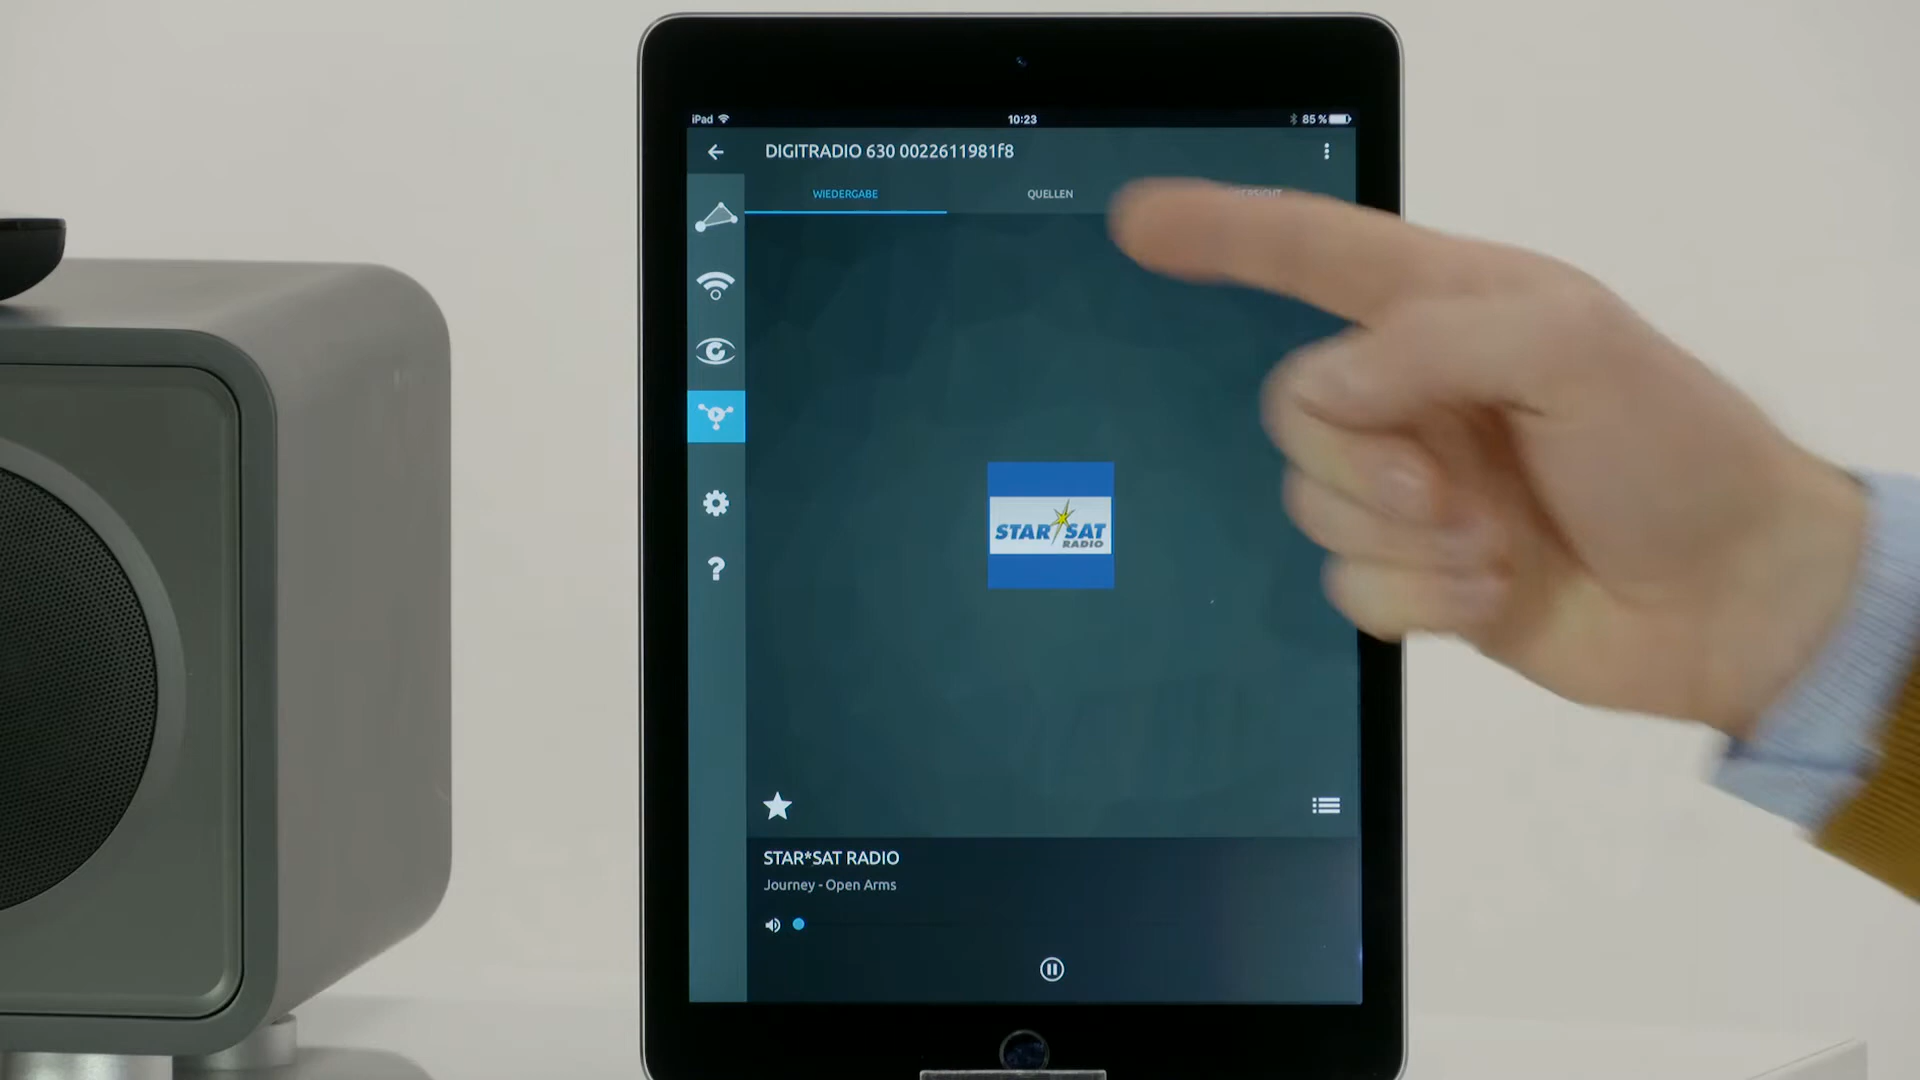 iPad 10:23 85 %
DIGITRADIO 630 0022611981f8
WIEDERGABE QUELLEN
STAR SAT
RADIO
STAR*SAT RADIO
Journey - Open Arms